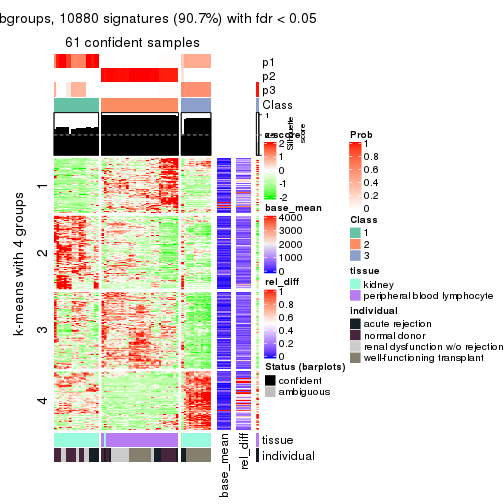 bgroups, 10880 signatures (90.7%) with fdr < 0.05
61 confident samples
p1
p2
p3
Class
1
Silhouette
score
k-means with 4 groups
1
2
3
4
z-score
2
1
0
-1
-2
base_mean
4000
3000
2000
1000
0
rel_diff
1
0.8
0.6
0.4
0.2
0
Status (barplots)
confident
ambiguous
Prob
1
0.8
0.6
0.4
0.2
0
Class
1
2
3
tissue
kidney
peripheral blood lymphocyte
individual
acute rejection
normal donor
renal dysfunction w/o rejection
well-functioning transplant
tissue
individual
base_mean
rel_diff